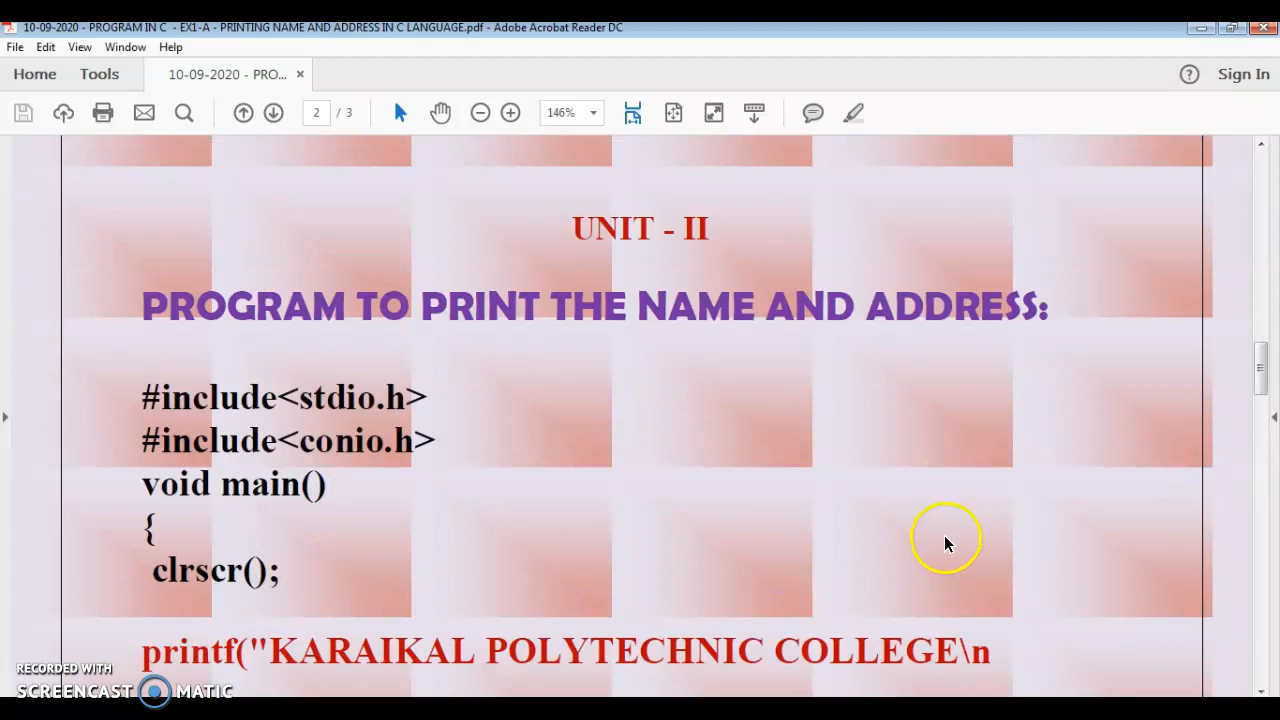 10-09-2020 - PROGRAM IN C - EX1-A - PRINTING NAME AND ADDRESS IN C LANGUAGE.pdf - Adobe Acrobat Reader DC
File Edit View Window Help
Home Tools 10-09-2020 - PRO... × Sign In
2 / 3 146%
UNIT - II
PROGRAM TO PRINT THE NAME AND ADDRESS:
#include<stdio.h>
#include<conio.h>
void main()
{
clrscr();
printf("KARAIKAL POLYTECHNIC COLLEGE\n
RECORDED WITH
SCREENCAST MATIC